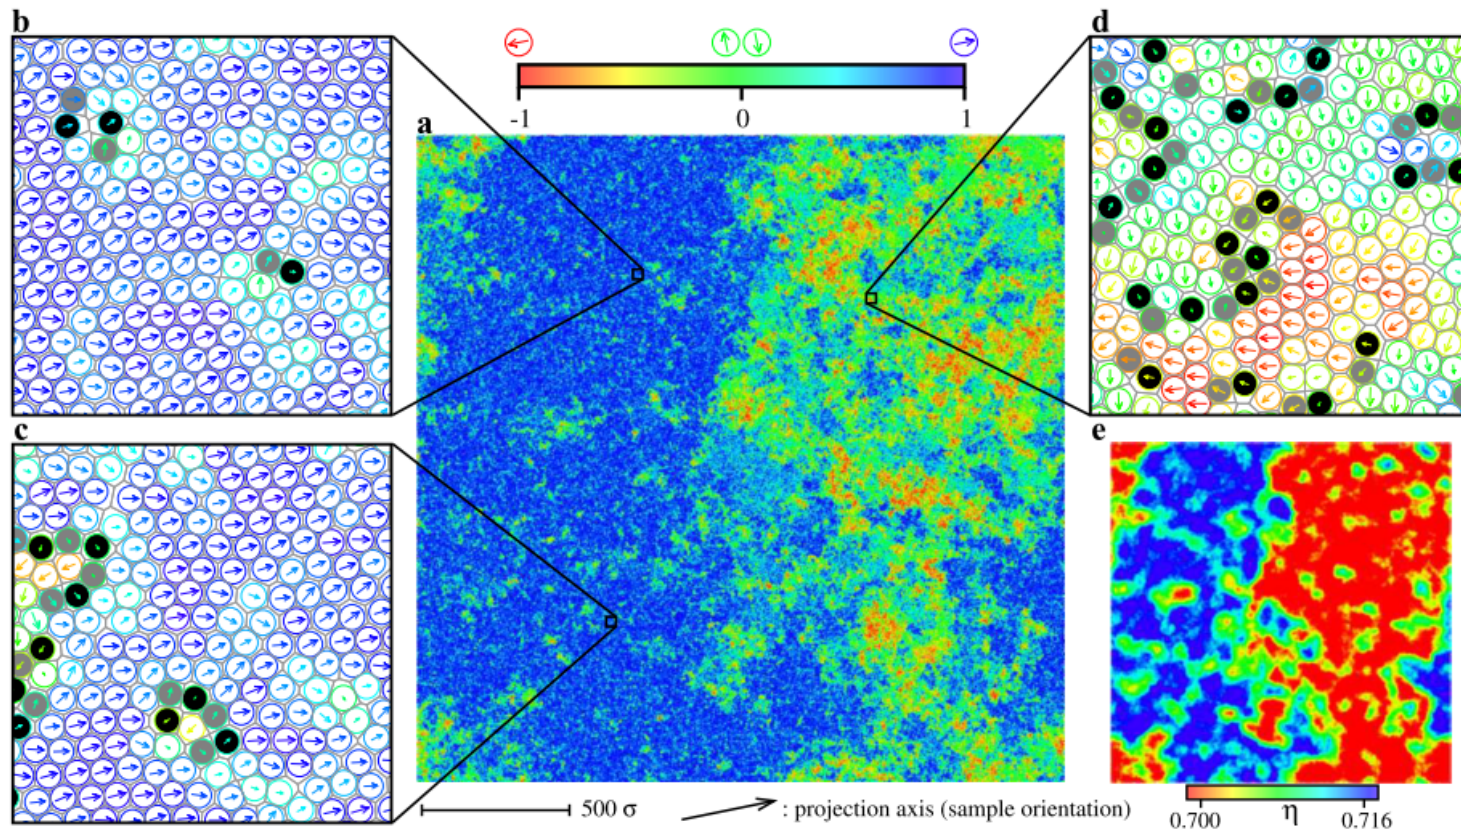 b
d
-1
0
1
a
c
e
500 σ
: projection axis (sample orientation)
0.700
η
0.716